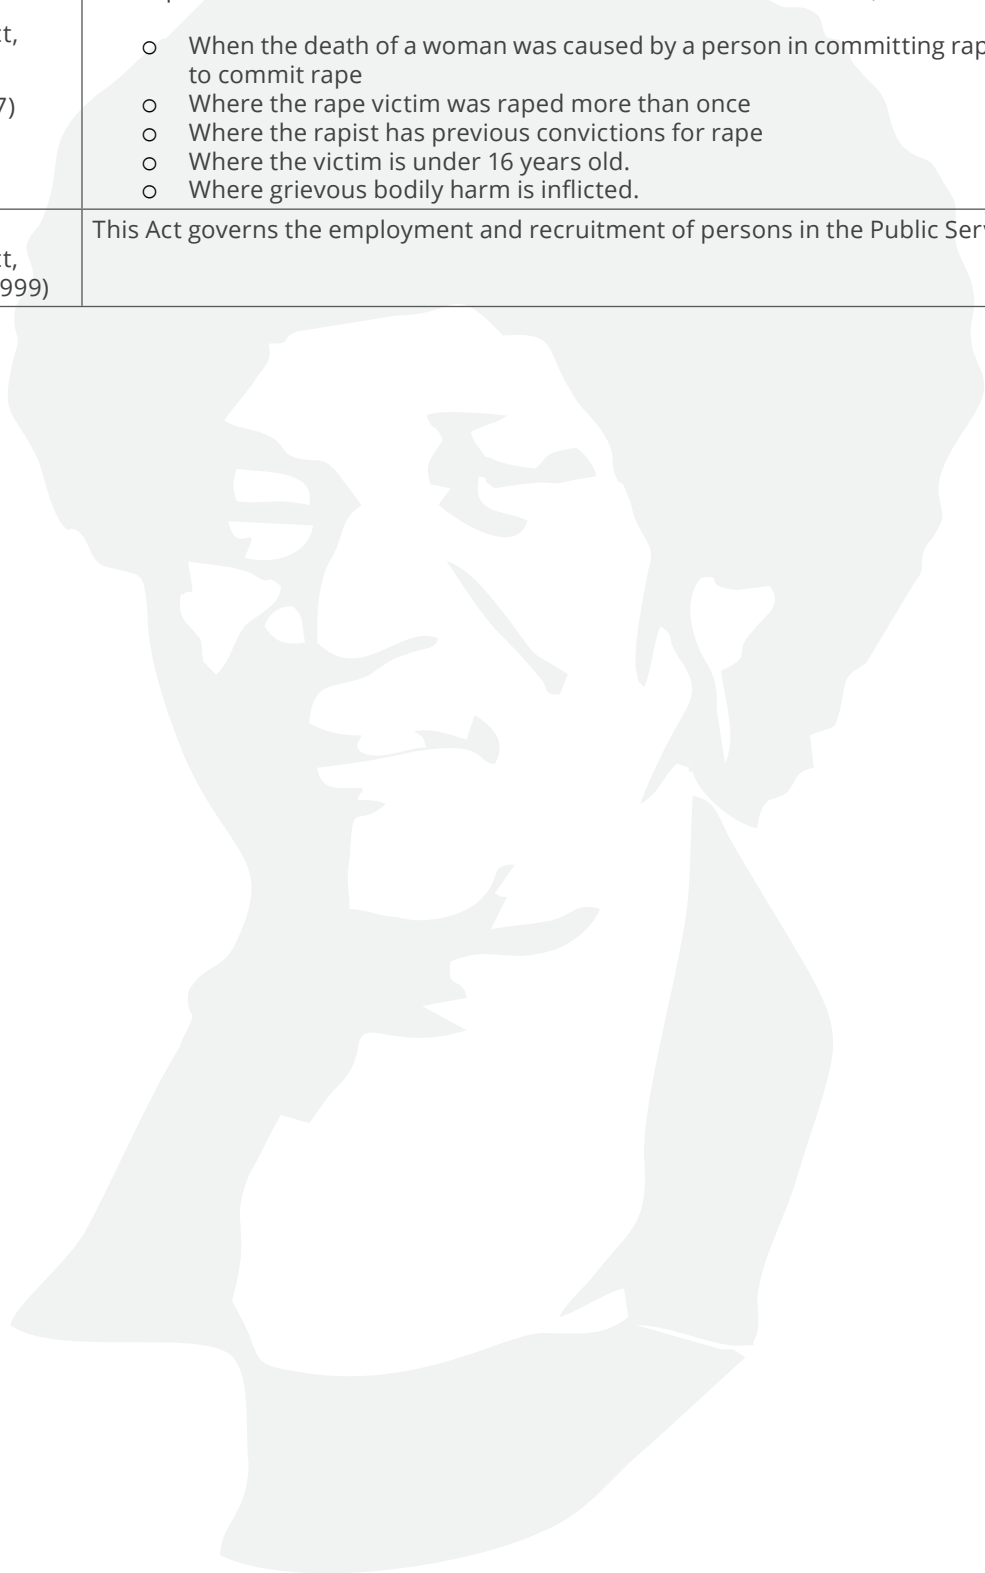 ct,
7)
o When the death of a woman was caused by a person in committing
to commit rape
o Where the rape victim was raped more than once
o Where the rapist has previous convictions for rape
o Where the victim is under 16 years old.
o Where grievous bodily harm is inflicted.
ct,
999)
This Act governs the employment and recruitment of persons in the Public